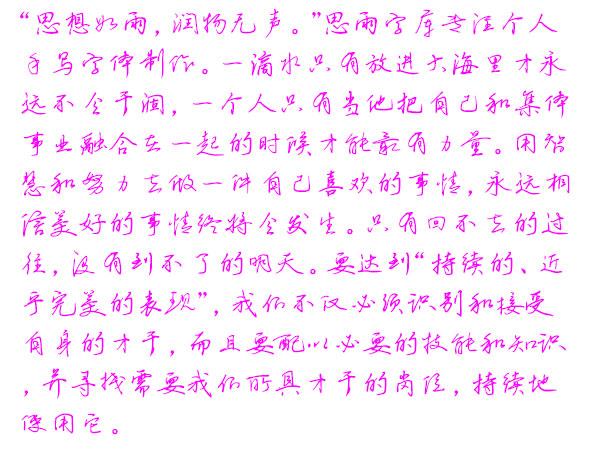 “思想如雨，润物无声。”思雨字库专注个人
手写字体制作。一滴水只有放进大海里才永
远不会干涸，一个人只有当他把自己和集体
事业融合在一起的时候才能最有力量。用智
慧和努力去做一件自己喜欢的事情，永远相
信美好的事情终将会发生。只有回不去的过
往，没有到不了的明天。要达到“持续的、近
乎完美的表现”，我们不仅必须识别和接受
自身的才干，而且要配以必要的技能和知识
，并寻找需要我们所具才干的岗位，持续地
使用它。